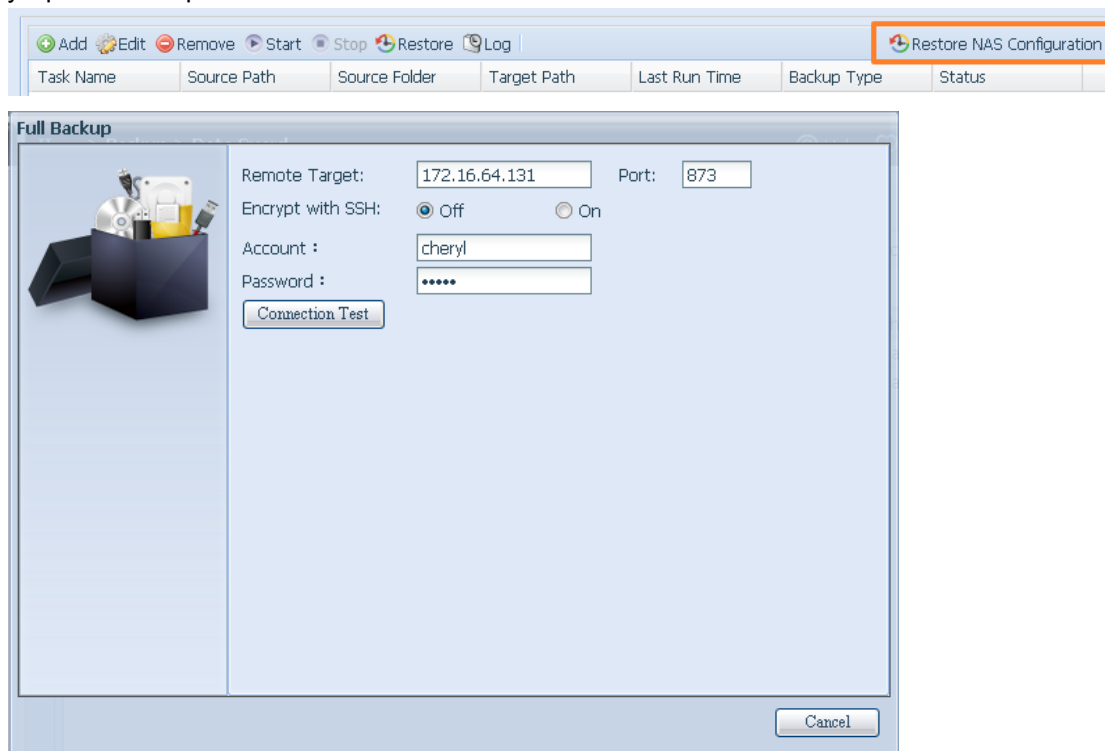 Add Edit Remove Start Stop Restore Log Restore NAS Configuration
Task Name Source Path Source Folder Target Path Last Run Time Backup Type Status
Full Backup
Remote Target: 172.16.64.131 Port: 873
Encrypt with SSH: Off On
Account : cheryl
Password : •••••
Connection Test
Cancel